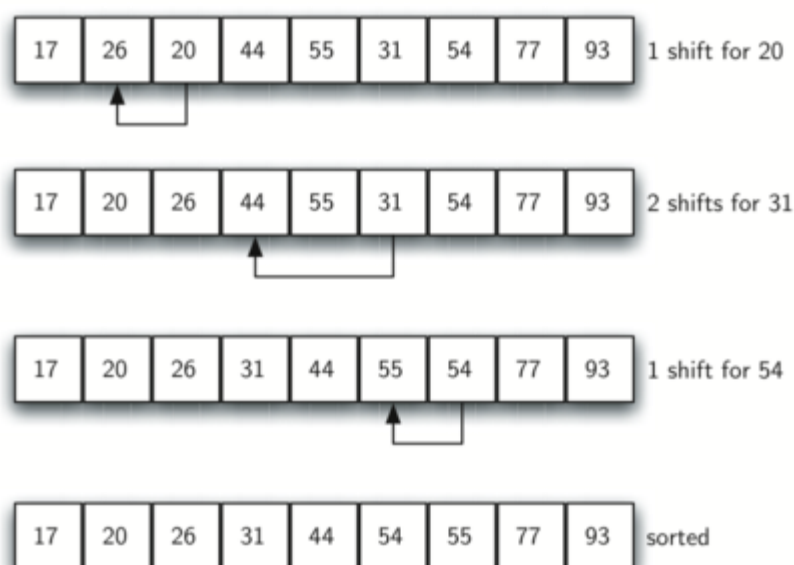 17 26 20 44 55 31 54 77 93 1 shift for 20
17 20 26 44 55 31 54 77 93 2 shifts for 31
17 20 26 31 44 55 54 77 93 1 shift for 54
17 20 26 31 44 54 55 77 93 sorted